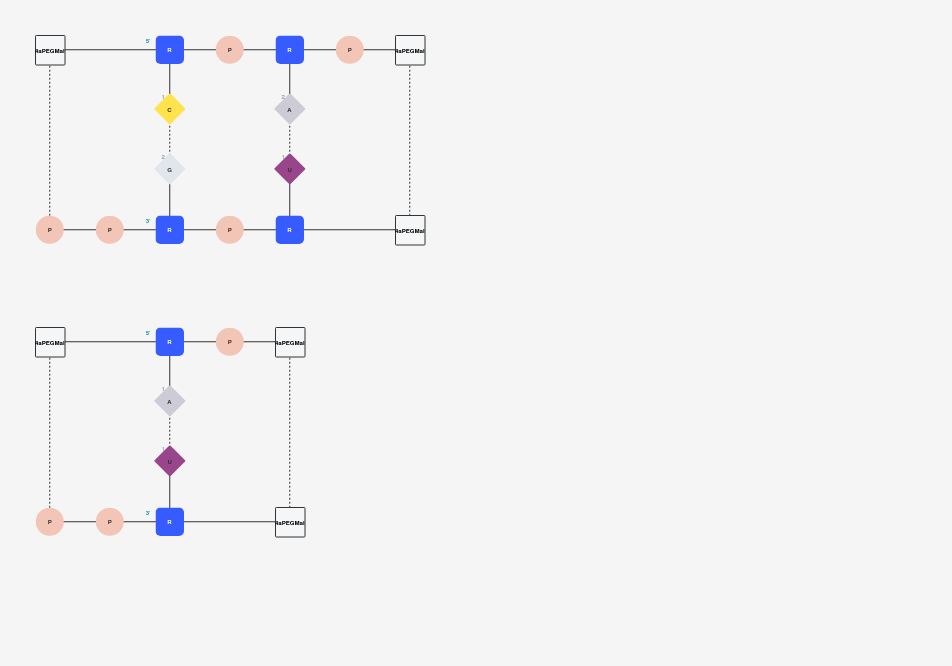 4aPEGMal 5' R P R P 4aPEGMal
1 2
C A
2 1
G U
P P 3' R P R 4aPEGMal
4aPEGMal 5' R P 4aPEGMal
1
A
1
U
P P 3' R 4aPEGMal